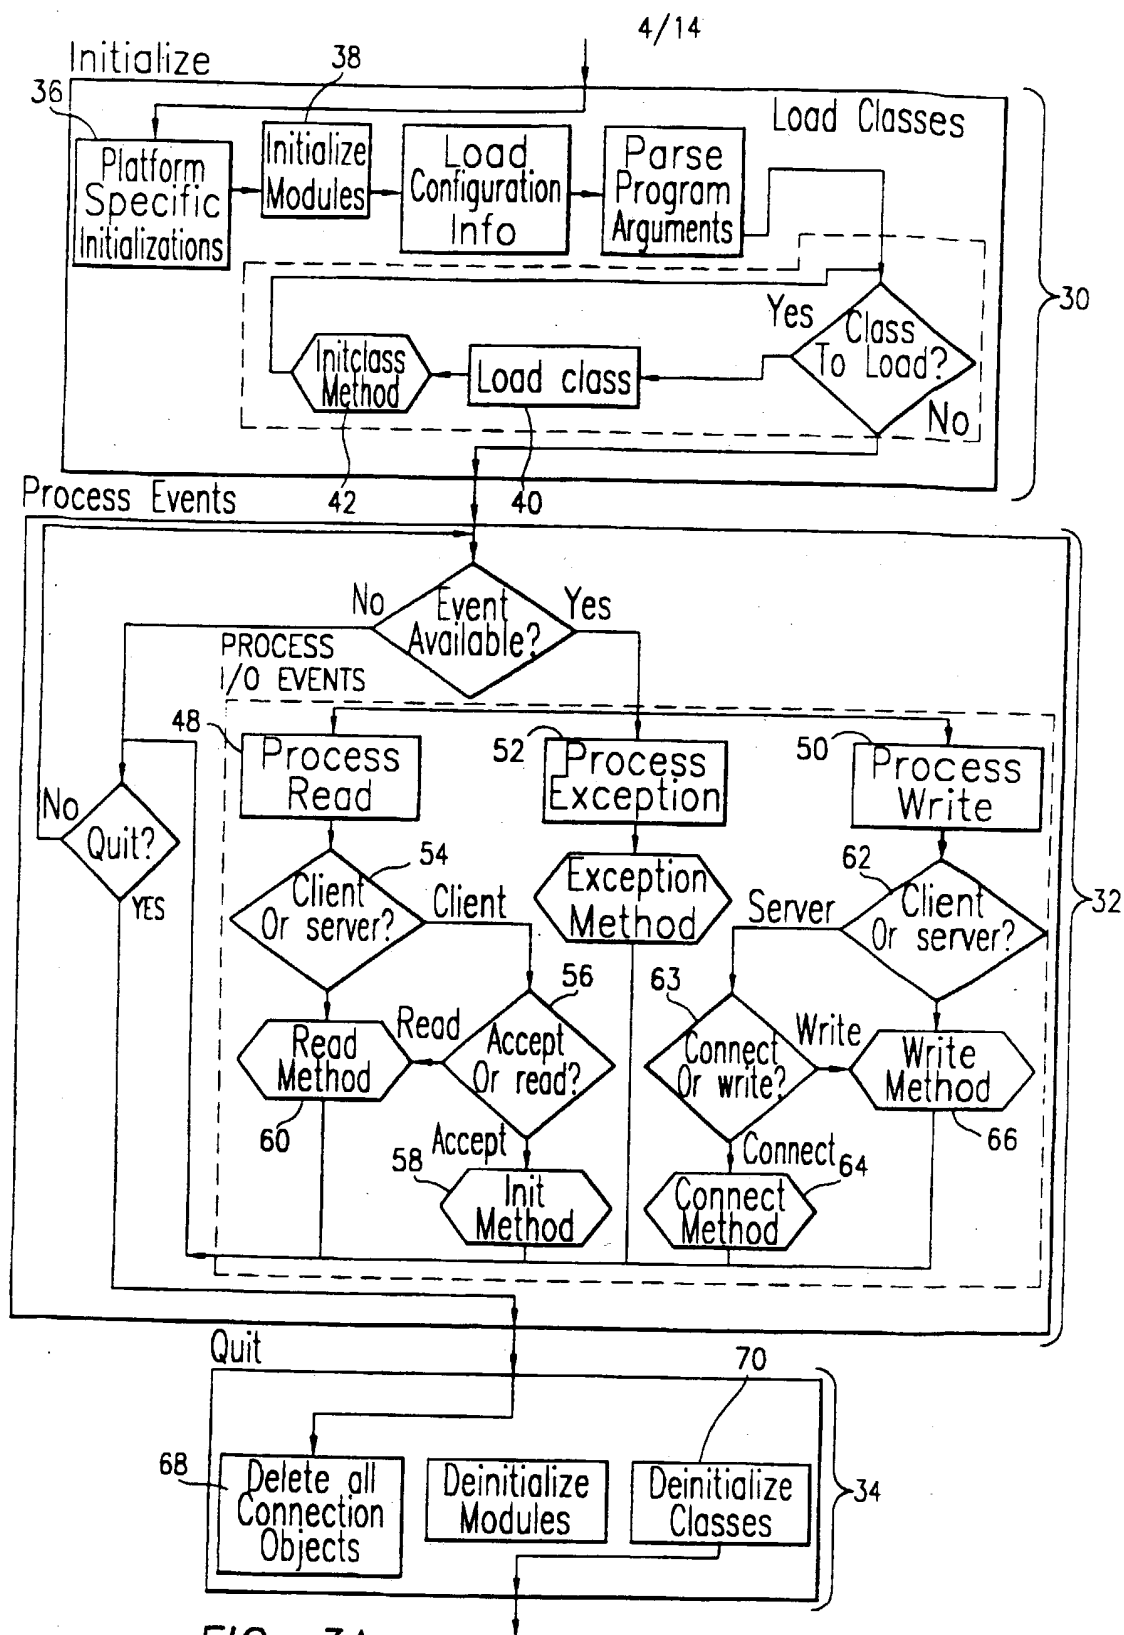 4/14
Initialize
38
36
Load Classes
Platform
Specific
Initializations
Initialize
Modules
Load
Configuration
Info
Parse
Program
Arguments
30
Yes
Class
To Load?
No
Initclass
Method
Load class
42
40
Process Events
No
Event
Available?
Yes
PROCESS
I/O EVENTS
48
Process
Read
52
Process
Exception
50
Process
Write
No
Quit?
YES
54
Client
Or server?
Client
Exception
Method
62
Server
Client
Or server?
32
56
63
Read
Method
Read
Accept
Or read?
Connect
Or write?
Write
Write
Method
60
66
Accept
58
Init
Method
Connect
64
Connect
Method
Quit
70
68
Delete all
Connection
Objects
Deinitialize
Modules
Deinitialize
Classes
34